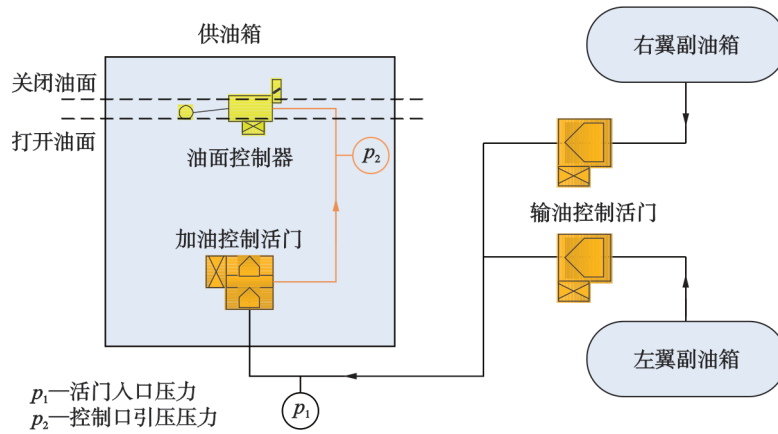 供油箱
右翼副油箱
关闭油面
打开油面
油面控制器
p₂
加油控制活门
输油控制活门
左翼副油箱
p₁
p₁—活门入口压力
p₂—控制口引压压力